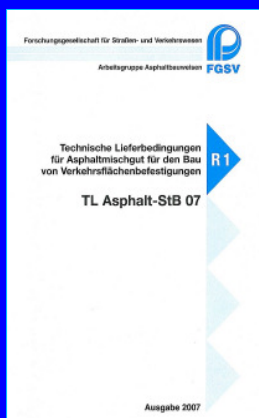 Forschungsgesellschaft für Straßen- und Verkehrswesen
Arbeitsgruppe Asphaltbauweisen
FGSV
Technische Lieferbedingungen
für Asphaltmischgut für den Bau
von Verkehrsflächenbefestigungen
R 1
TL Asphalt-StB 07
Ausgabe 2007